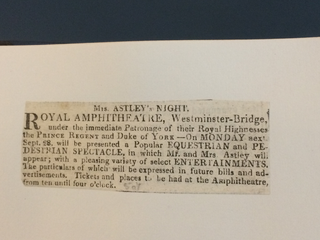 Mrs. ASTLEY's NIGHT.
ROYAL AMPHITHEATRE, Westminster-Bridge,
under the immediate Patronage of their Royal Highnesses
the PRINCE REGENT and Duke of YORK—On MONDAY next,
Sept. 28, will be presented a Popular EQUESTRIAN and PE-
DESTRIAN SPECTACLE, in which Mr. and Mrs. Astley will
appear; with a pleasing variety of select ENTERTAINMENTS.
The particulars of which will be expressed in future bills and ad-
vertisements. Tickets and places to be had at the Amphitheatre,
from ten until four o'clock.